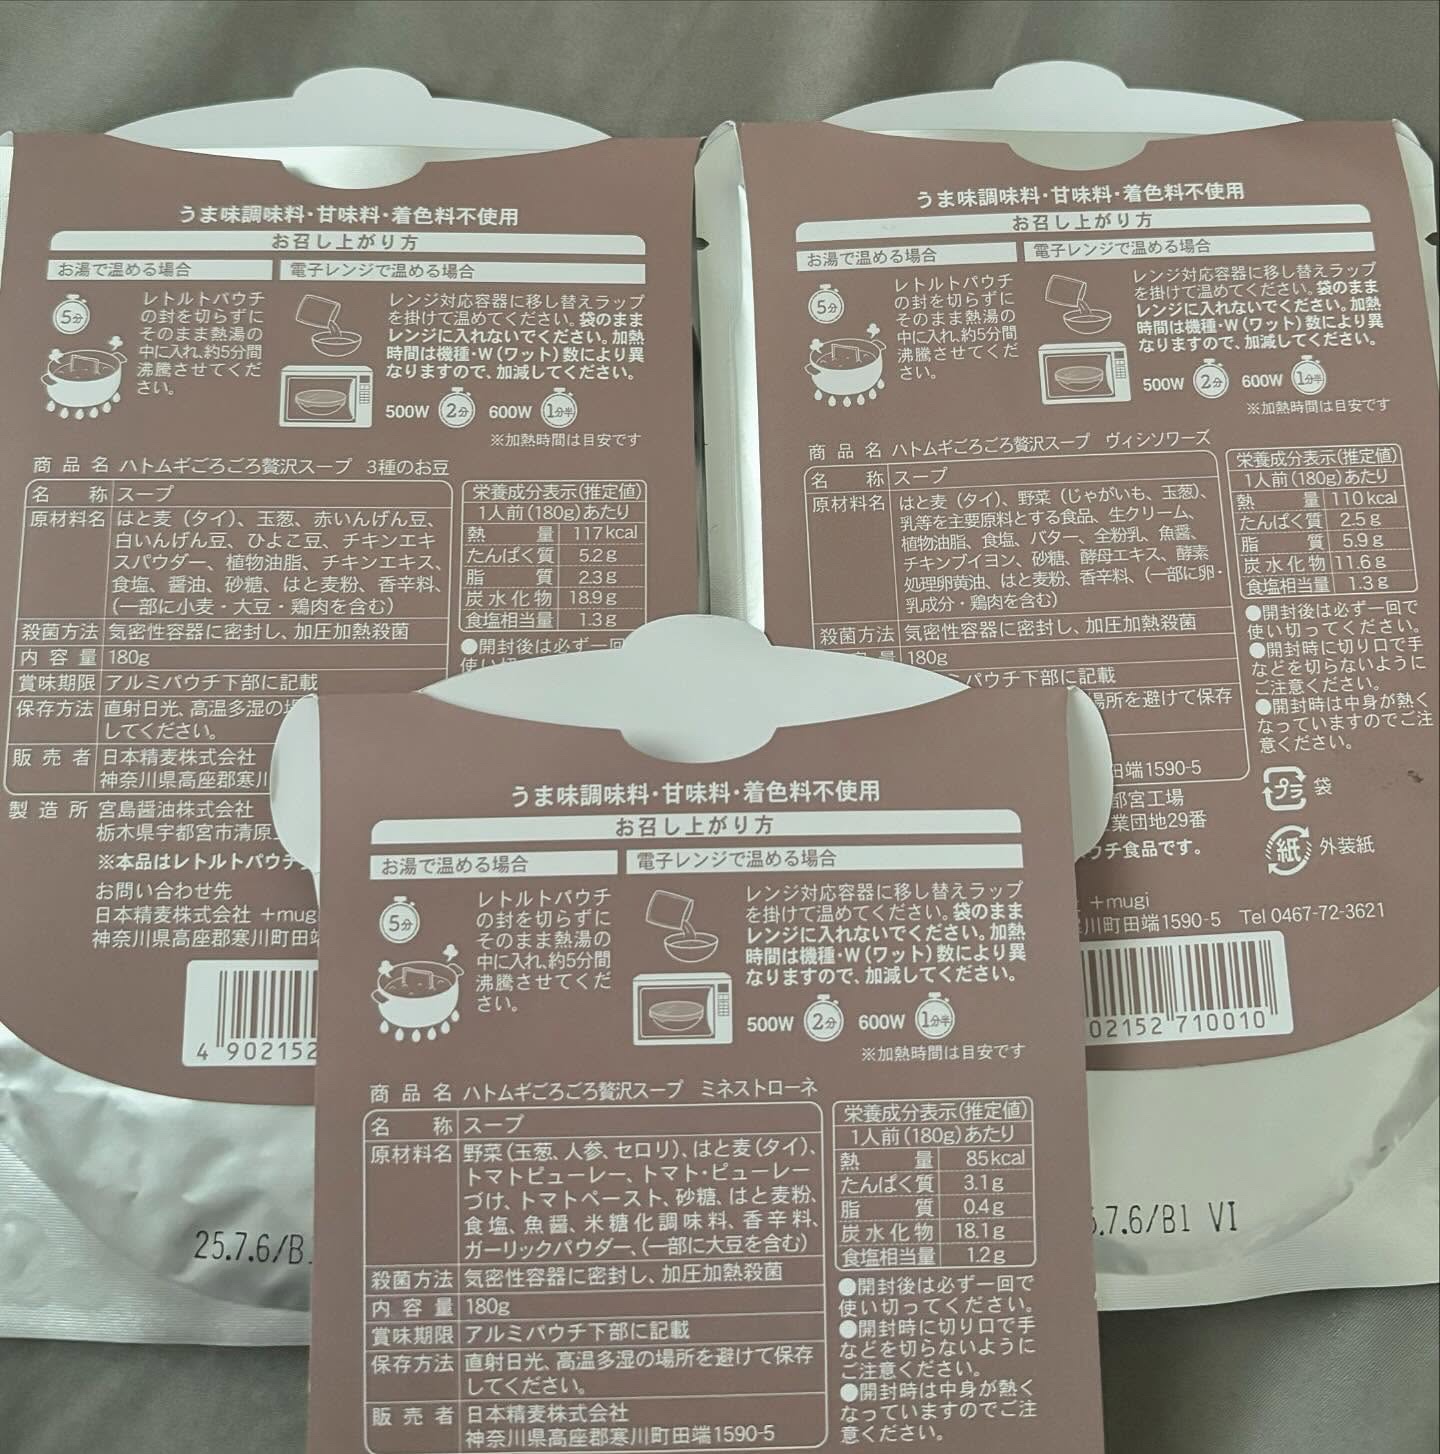 うま味調味料・甘味料・着色料不使用
お召し上がり方
お湯で温める場合
電子レンジで温める場合
5分
レトルトパウチ
の封を切らずに
そのまま熱湯の
中に入れ、約5分間
沸騰させてくだ
さい。
レンジ対応容器に移し替えラップ
を掛けて温めてください。袋のまま
レンジに入れないでください。加熱
時間は機種・W(ワット)数により異
なりますので、加減してください。
500W 2分 600W 1分半
※加熱時間は目安です
商品名 ハトムギごろごろ贅沢スープ 3種のお豆
名称 スープ
原材料名 はと麦(タイ)、玉葱、赤いんげん豆、
白いんげん豆、ひよこ豆、チキンエキ
スパウダー、植物油脂、チキンエキス、
食塩、醤油、砂糖、はと麦粉、香辛料、
(一部に小麦・大豆・鶏肉を含む)
殺菌方法 気密性容器に密封し、加圧加熱殺菌
内容量 180g
賞味期限 アルミパウチ下部に記載
保存方法 直射日光、高温多湿の
してください。
販売者 日本精麦株式会社
神奈川県高座郡寒川
製造所 宮島醤油株式会社
栃木県宇都宮市清原
※本品はレトルトパウチ
お問い合わせ先
日本精麦株式会社 +mug
神奈川県高座郡寒川町田
栄養成分表示(推定値)
1人前(180g)あたり
熱量 117kcal
たんぱく質 5.2g
脂質 2.3g
炭水化物 18.9g
食塩相当量 1.3g
●開封後は必ず一回
使い
4 902152
25.7.6/B
うま味調味料・甘味料・着色料不使用
お召し上がり方
お湯で温める場合
電子レンジで温める場合
5分
レトルトパウチ
の封を切らずに
そのまま熱湯の
中に入れ、約5分間
沸騰させてくだ
さい。
レンジ対応容器に移し替えラップ
を掛けて温めてください。袋のまま
レンジに入れないでください。加熱
時間は機種・W(ワット)数により異
なりますので、加減してください。
500W 2分 600W 1分半
※加熱時間は目安です
商品名 ハトムギごろごろ贅沢スープ ヴィシソワーズ
名称 スープ
原材料名 はと麦(タイ)、野菜(じゃがいも、玉葱)、
乳等を主要原料とする食品、生クリーム、
植物油脂、食塩、バター、全粉乳、魚醤、
チキンブイヨン、砂糖、酵母エキス、酵素
処理卵黄油、はと麦粉、香辛料、(一部に卵・
乳成分・鶏肉を含む)
殺菌方法 気密性容器に密封し、加圧加熱殺菌
容量 180g
パウチ下部に記載
場所を避けて保存
田端1590-5
都宮工場
業団地29番
ウチ食品です。
+mugi
川町田端1590-5 Tel 0467-72-3621
栄養成分表示(推定値)
1人前(180g)あたり
熱量 110kcal
たんぱく質 2.5g
脂質 5.9g
炭水化物 11.6g
食塩相当量 1.3g
●開封後は必ず一回で
使い切ってください。
●開封時に切り口で手
などを切らないように
ご注意ください。
●開封時は中身が熱く
なっていますのでご注
意ください。
プラ 袋
紙 外装紙
02152 710010
.7.6/B1 VI
うま味調味料・甘味料・着色料不使用
お召し上がり方
お湯で温める場合
電子レンジで温める場合
5分
レトルトパウチ
の封を切らずに
そのまま熱湯の
中に入れ、約5分間
沸騰させてくだ
さい。
レンジ対応容器に移し替えラップ
を掛けて温めてください。袋のまま
レンジに入れないでください。加熱
時間は機種・W(ワット)数により異
なりますので、加減してください。
500W 2分 600W 1分半
※加熱時間は目安です
商品名 ハトムギごろごろ贅沢スープ ミネストローネ
名称 スープ
原材料名 野菜(玉葱、人参、セロリ)、はと麦(タイ)、
トマトピューレー、トマト・ピューレー
づけ、トマトペースト、砂糖、はと麦粉、
食塩、魚醤、米糖化調味料、香辛料、
ガーリックパウダー、(一部に大豆を含む)
殺菌方法 気密性容器に密封し、加圧加熱殺菌
内容量 180g
賞味期限 アルミパウチ下部に記載
保存方法 直射日光、高温多湿の場所を避けて保存
してください。
販売者 日本精麦株式会社
神奈川県高座郡寒川町田端1590-5
栄養成分表示(推定値)
1人前(180g)あたり
熱量 85kcal
たんぱく質 3.1g
脂質 0.4g
炭水化物 18.1g
食塩相当量 1.2g
●開封後は必ず一回で
使い切ってください。
●開封時に切り口で手
などを切らないように
ご注意ください。
●開封時は中身が熱く
なっていますのでご注
意ください。